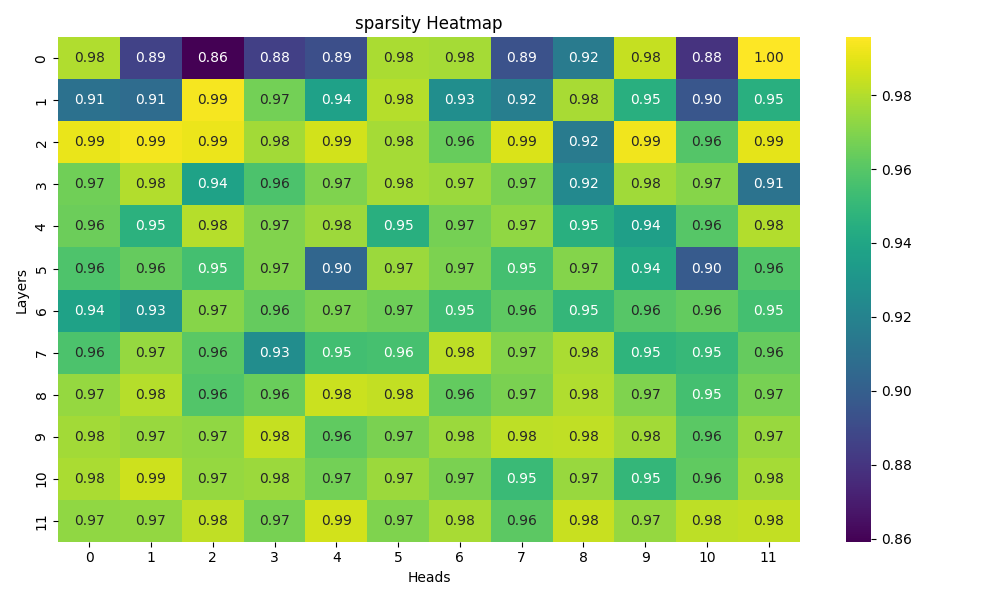 sparsity Heatmap
0 0.98 0.89 0.86 0.88 0.89 0.98 0.98 0.89 0.92 0.98 0.88 1.00
1 0.91 0.91 0.99 0.97 0.94 0.98 0.93 0.92 0.98 0.95 0.90 0.95
2 0.99 0.99 0.99 0.98 0.99 0.98 0.96 0.99 0.92 0.99 0.96 0.99
3 0.97 0.98 0.94 0.96 0.97 0.98 0.97 0.97 0.92 0.98 0.97 0.91
4 0.96 0.95 0.98 0.97 0.98 0.95 0.97 0.97 0.95 0.94 0.96 0.98
5 0.96 0.96 0.95 0.97 0.90 0.97 0.97 0.95 0.97 0.94 0.90 0.96
6 0.94 0.93 0.97 0.96 0.97 0.97 0.95 0.96 0.95 0.96 0.96 0.95
7 0.96 0.97 0.96 0.93 0.95 0.96 0.98 0.97 0.98 0.95 0.95 0.96
8 0.97 0.98 0.96 0.96 0.98 0.98 0.96 0.97 0.98 0.97 0.95 0.97
9 0.98 0.97 0.97 0.98 0.96 0.97 0.98 0.98 0.98 0.98 0.96 0.97
10 0.98 0.99 0.97 0.98 0.97 0.97 0.97 0.95 0.97 0.95 0.96 0.98
11 0.97 0.97 0.98 0.97 0.99 0.97 0.98 0.96 0.98 0.97 0.98 0.98
0 1 2 3 4 5 6 7 8 9 10 11
Heads
Layers
0.98
0.96
0.94
0.92
0.90
0.88
0.86